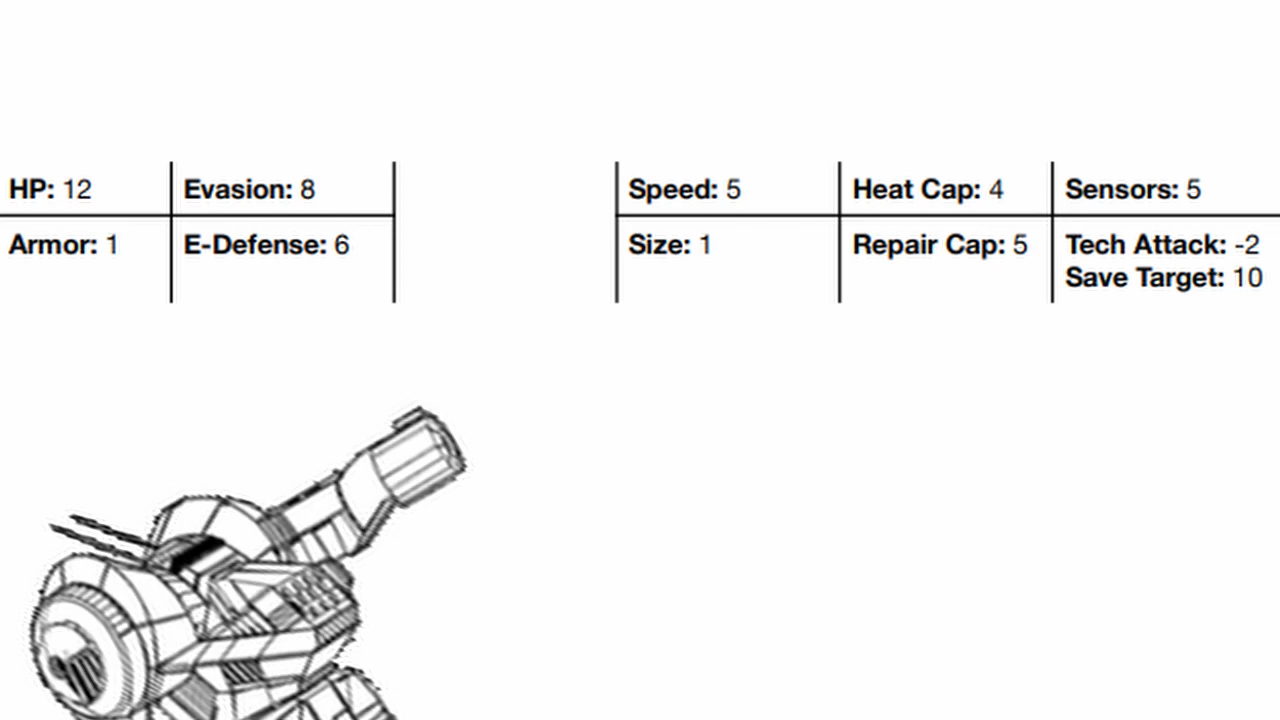 HP: 12
Evasion: 8
Armor: 1
E-Defense: 6
Speed: 5
Heat Cap: 4
Sensors: 5
Size: 1
Repair Cap: 5
Tech Attack: -2
Save Target: 10